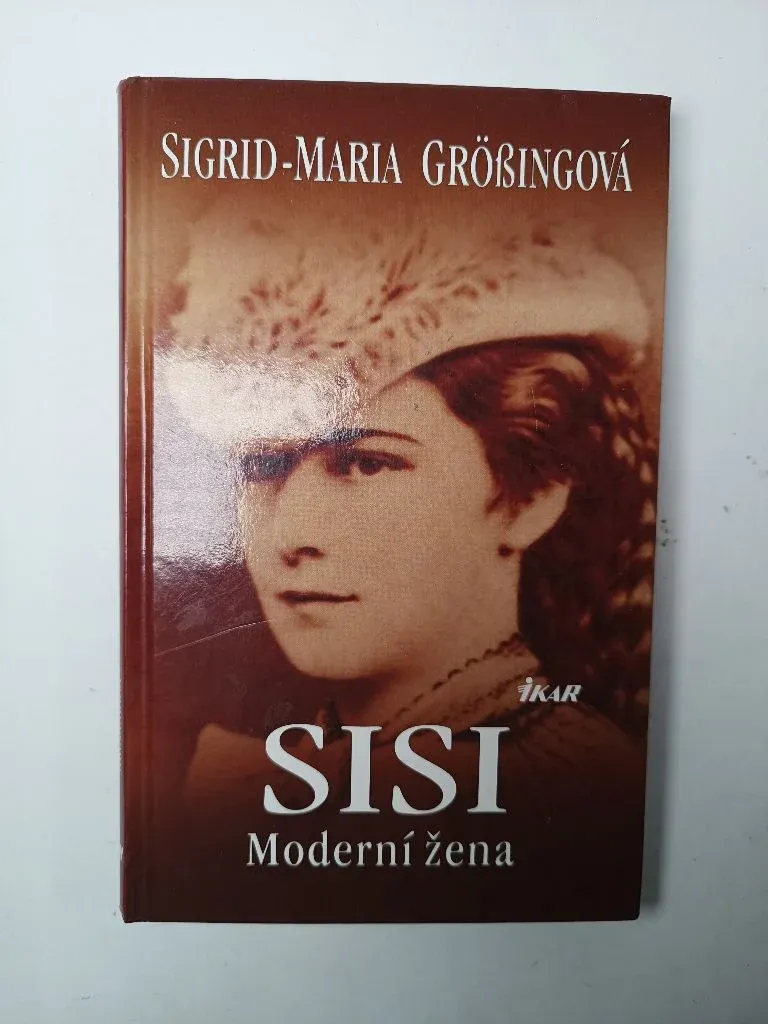 SIGRID-MARIA GRÖßINGOVÁ
iKAR
SISI
Moderní žena